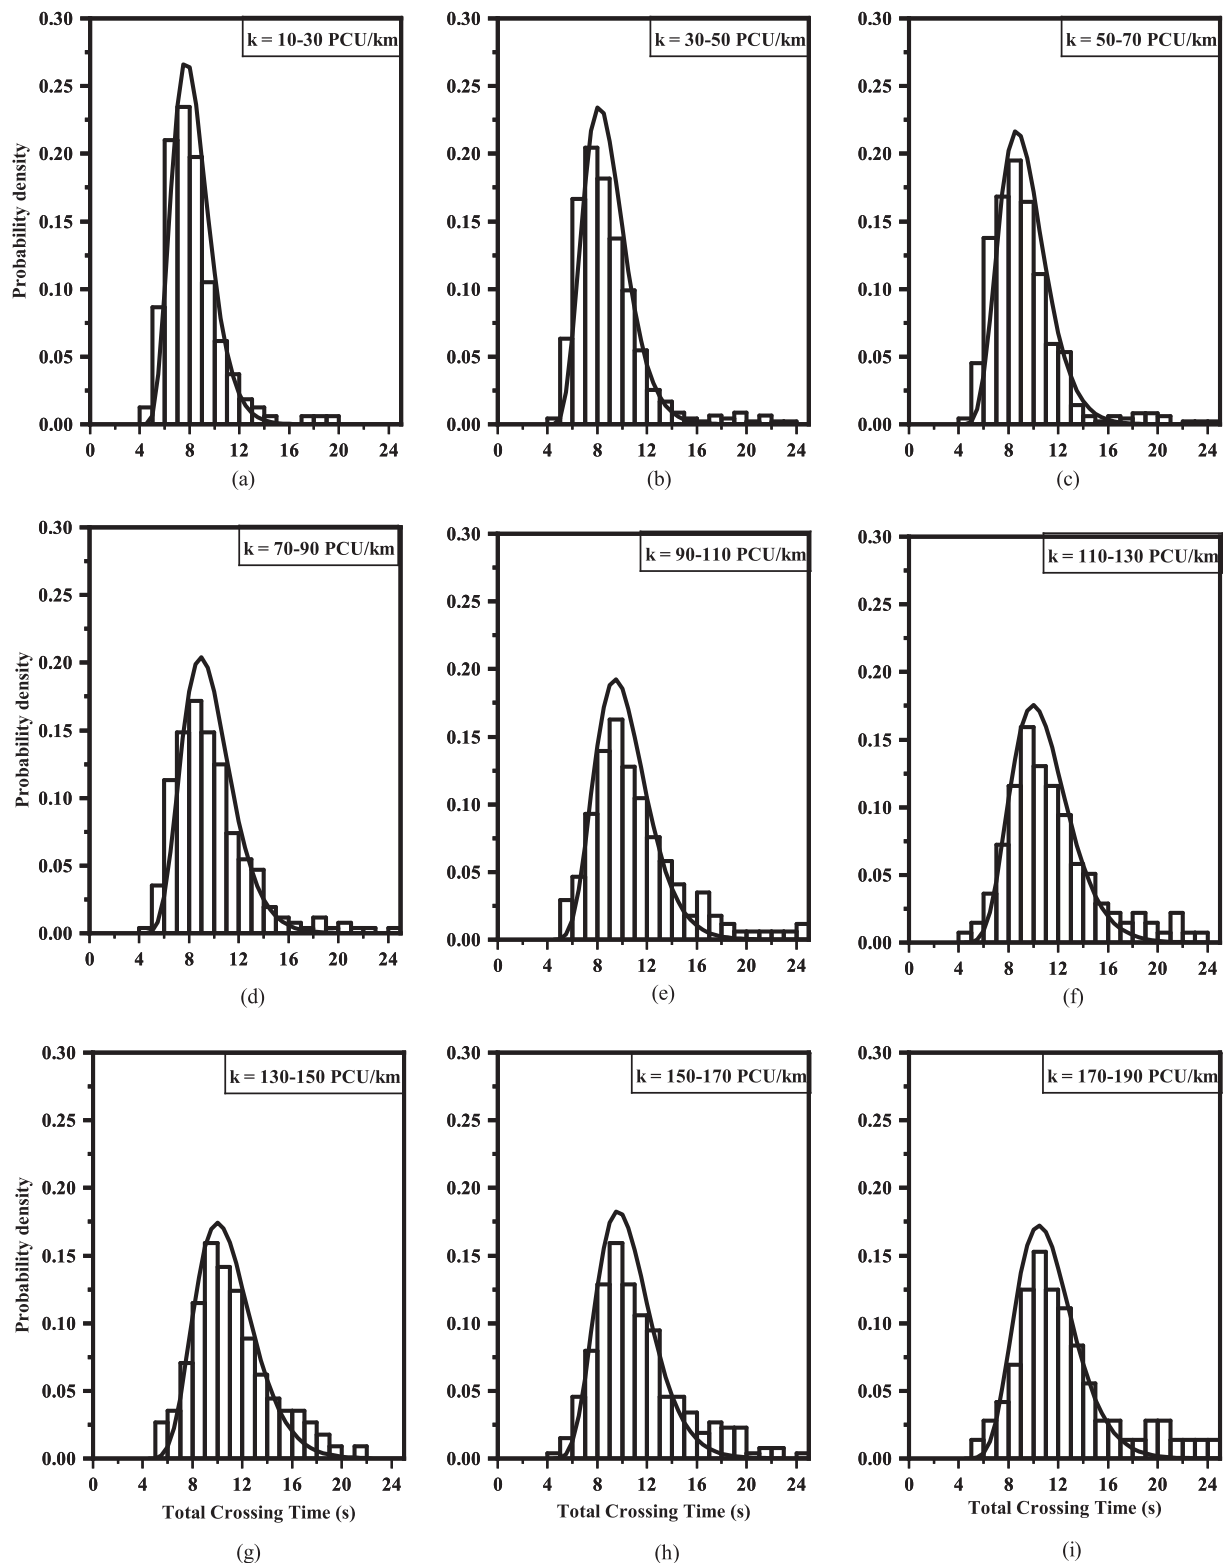 k = 10-30 PCU/km
k = 30-50 PCU/km
k = 50-70 PCU/km
0.30 0.30 0.30
0.25 0.25 0.25
0.20 0.20 0.20
0.15 0.15 0.15
0.10 0.10 0.10
0.05 0.05 0.05
0.00 0.00 0.00
Probability density
0 4 8 12 16 20 24
0 4 8 12 16 20 24
0 4 8 12 16 20 24
(a)
(b)
(c)
k = 70-90 PCU/km
k = 90-110 PCU/km
k = 110-130 PCU/km
0.30 0.30 0.30
0.25 0.25 0.25
0.20 0.20 0.20
0.15 0.15 0.15
0.10 0.10 0.10
0.05 0.05 0.05
0.00 0.00 0.00
Probability density
0 4 8 12 16 20 24
0 4 8 12 16 20 24
0 4 8 12 16 20 24
(d)
(e)
(f)
k = 130-150 PCU/km
k = 150-170 PCU/km
k = 170-190 PCU/km
0.30 0.30 0.30
0.25 0.25 0.25
0.20 0.20 0.20
0.15 0.15 0.15
0.10 0.10 0.10
0.05 0.05 0.05
0.00 0.00 0.00
Probability density
0 4 8 12 16 20 24
0 4 8 12 16 20 24
0 4 8 12 16 20 24
Total Crossing Time (s)
Total Crossing Time (s)
Total Crossing Time (s)
(g)
(h)
(i)